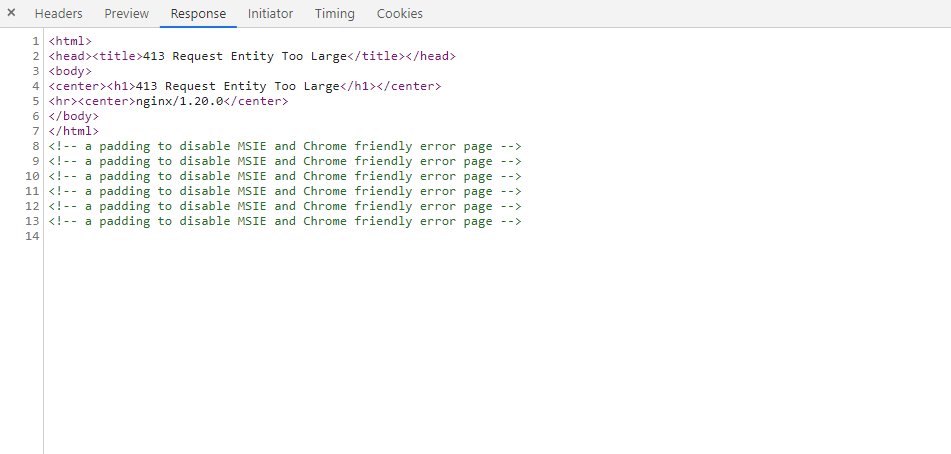 × Headers Preview Response Initiator Timing Cookies
1 <html>
2 <head><title>413 Request Entity Too Large</title></head>
3 <body>
4 <center><h1>413 Request Entity Too Large</h1></center>
5 <hr><center>nginx/1.20.0</center>
6 </body>
7 </html>
8 <!-- a padding to disable MSIE and Chrome friendly error page -->
9 <!-- a padding to disable MSIE and Chrome friendly error page -->
10 <!-- a padding to disable MSIE and Chrome friendly error page -->
11 <!-- a padding to disable MSIE and Chrome friendly error page -->
12 <!-- a padding to disable MSIE and Chrome friendly error page -->
13 <!-- a padding to disable MSIE and Chrome friendly error page -->
14